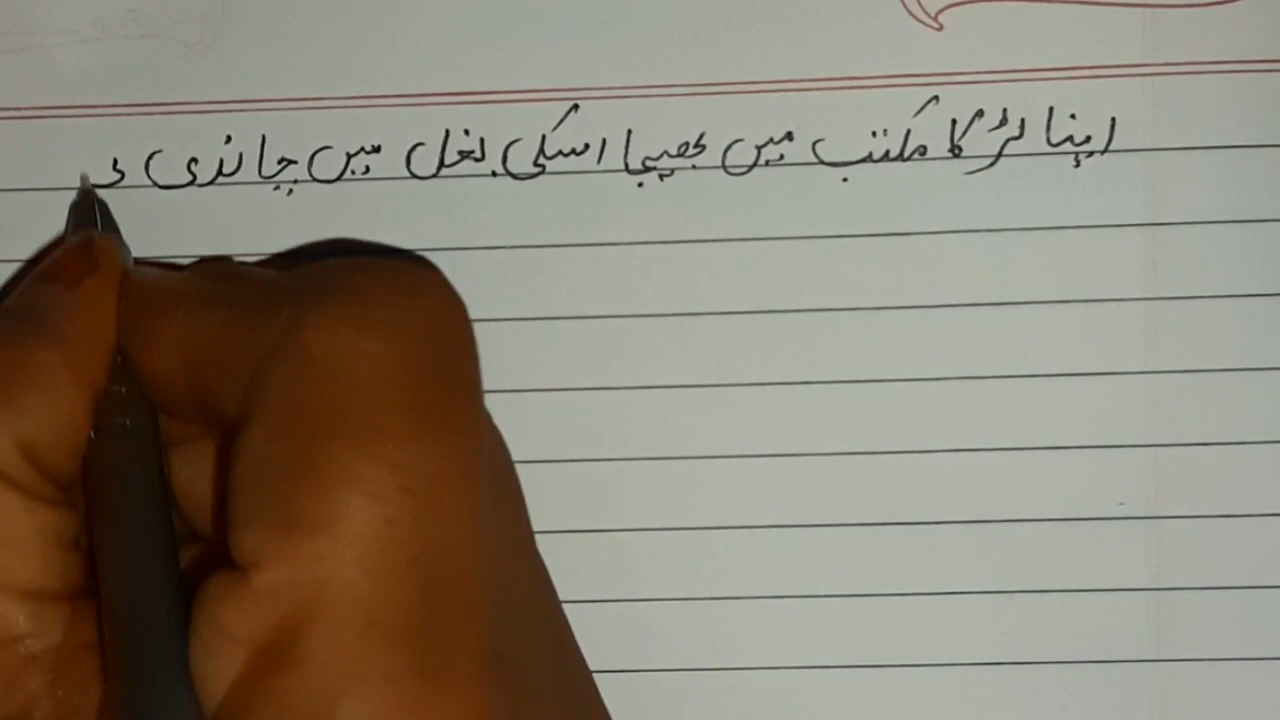 اپنا لڑکا مکتب میں بھیجا اسکی بغل میں چاندی د